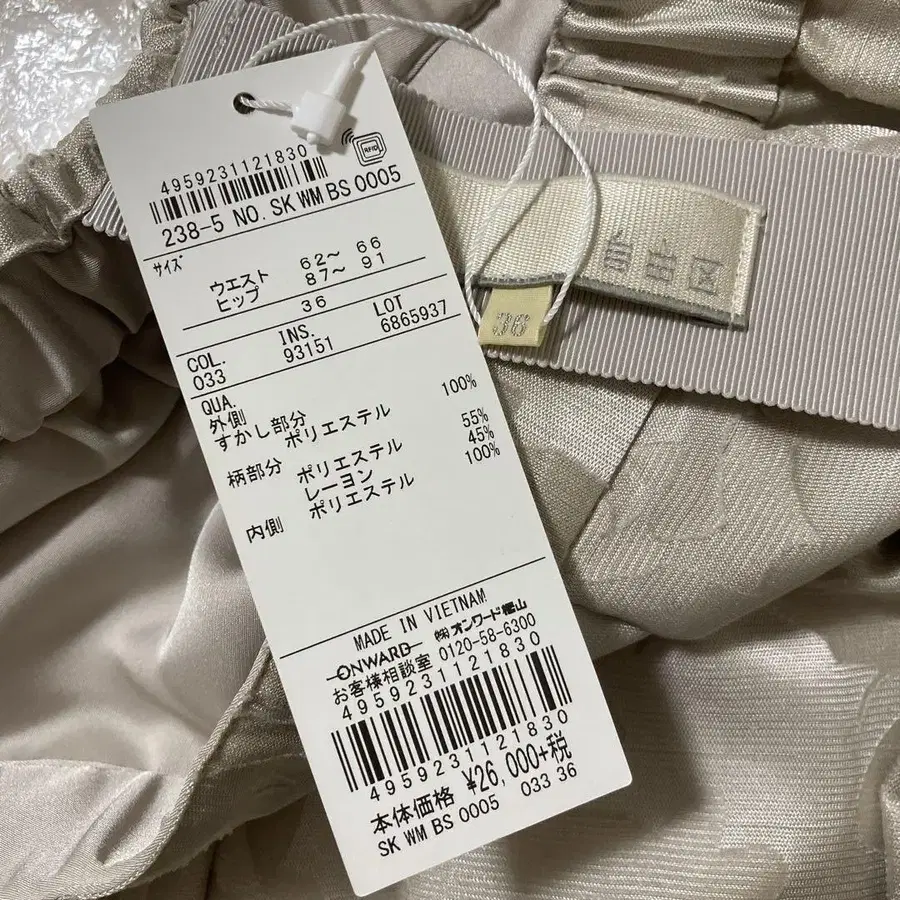 4959231121830
RFID
238-5 NO. SK WM BS 0005
サイズ
ウエスト 62~ 66
ヒップ 87~ 91
36
COL. INS. LOT
033 93151 6865937
QUA.
外側
すかし部分
ポリエステル 100%
柄部分 ポリエステル 55%
レーヨン 45%
内側 ポリエステル 100%
MADE IN VIETNAM
ONWARD ㈱オンワード樫山
お客様相談室 0120-58-6300
4959231121830
4959231121830
本体価格 ¥26,000+税
SK WM BS 0005 033 36
自由区
36